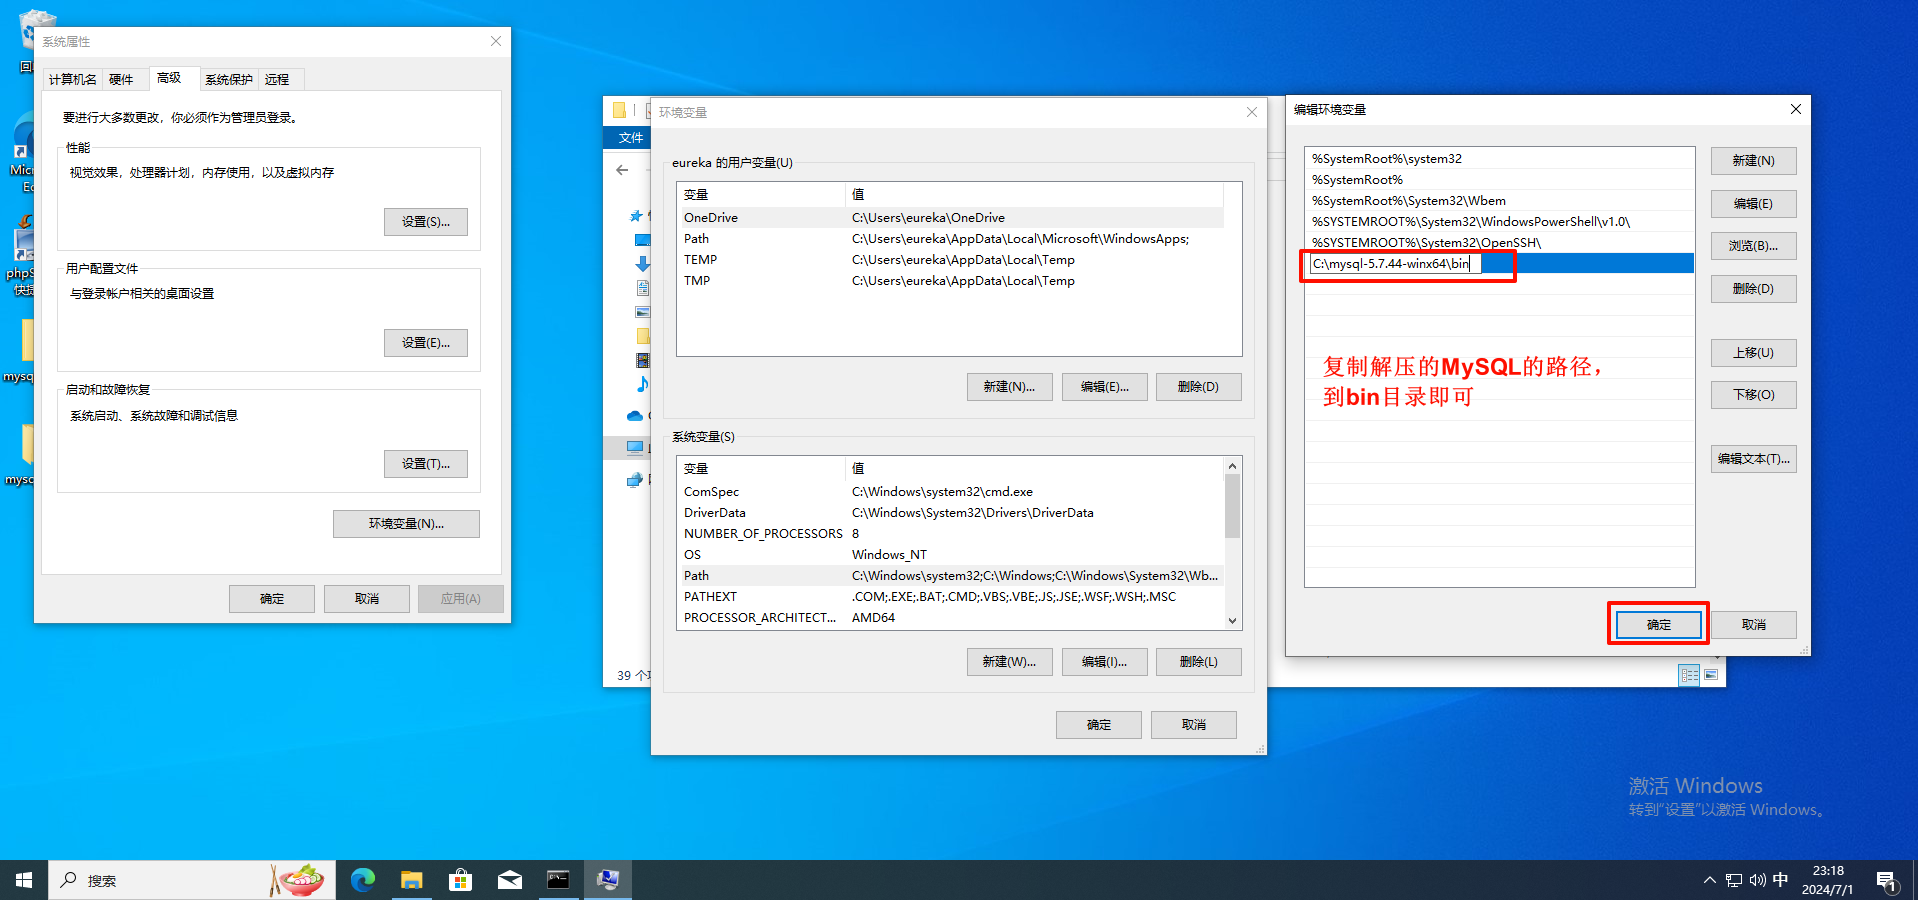 系统属性
计算机名
硬件
高级
系统保护
远程
要进行大多数更改，你必须作为管理员登录。
性能
视觉效果，处理器计划，内存使用，以及虚拟内存
设置(S)...
用户配置文件
与登录帐户相关的桌面设置
设置(E)...
启动和故障恢复
系统启动、系统故障和调试信息
设置(T)...
环境变量(N)...
确定
取消
应用(A)
文件
39 个
环境变量
eureka 的用户变量(U)
变量 值
OneDrive C:\Users\eureka\OneDrive
Path C:\Users\eureka\AppData\Local\Microsoft\WindowsApps;
TEMP C:\Users\eureka\AppData\Local\Temp
TMP C:\Users\eureka\AppData\Local\Temp
新建(N)...
编辑(E)...
删除(D)
系统变量(S)
变量 值
ComSpec C:\Windows\system32\cmd.exe
DriverData C:\Windows\System32\Drivers\DriverData
NUMBER_OF_PROCESSORS 8
OS Windows_NT
Path C:\Windows\system32;C:\Windows;C:\Windows\System32\Wb...
PATHEXT .COM;.EXE;.BAT;.CMD;.VBS;.VBE;.JS;.JSE;.WSF;.WSH;.MSC
PROCESSOR_ARCHITECT... AMD64
新建(W)...
编辑(I)...
删除(L)
确定
取消
编辑环境变量
%SystemRoot%\system32
%SystemRoot%
%SystemRoot%\System32\Wbem
%SYSTEMROOT%\System32\WindowsPowerShell\v1.0\
%SYSTEMROOT%\System32\OpenSSH\
C:\mysql-5.7.44-winx64\bin
复制解压的MySQL的路径，
到bin目录即可
新建(N)
编辑(E)
浏览(B)...
删除(D)
上移(U)
下移(O)
编辑文本(T)...
确定
取消
激活 Windows
转到“设置”以激活 Windows。
搜索
中
23:18
2024/7/1
1